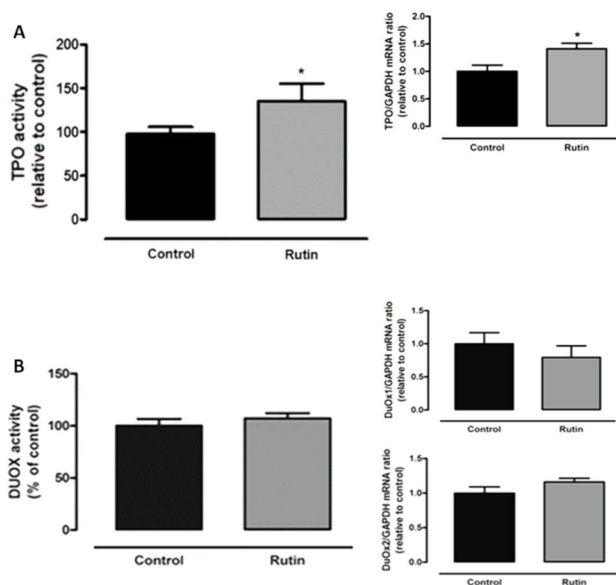 A
TPO activity
(relative to control)
200
150
100
50
0
*
Control
Rutin
TPO/GAPDH mRNA ratio
(relative to control)
2.0
1.5
1.0
0.5
0.0
*
Control
Rutin
B
DUOX activity
(% of control)
150
100
50
0
Control
Rutin
DuOx1/GAPDH mRNA ratio
(relative to control)
1.5
1.0
0.5
0.0
Control
Rutin
DuOx2/GAPDH mRNA ratio
(relative to control)
1.5
1.0
0.5
0.0
Control
Rutin